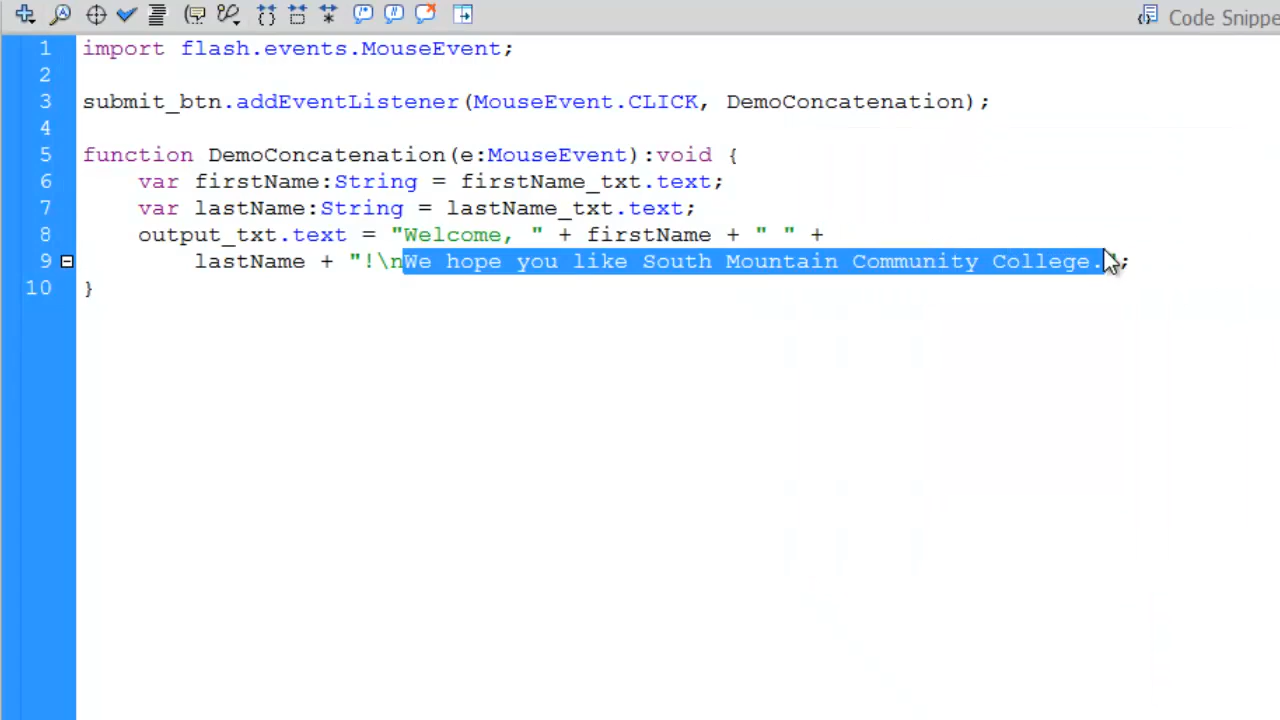 Code Snippe
1 import flash.events.MouseEvent;
2
3 submit_btn.addEventListener(MouseEvent.CLICK, DemoConcatenation);
4
5 function DemoConcatenation(e:MouseEvent):void {
6 var firstName:String = firstName_txt.text;
7 var lastName:String = lastName_txt.text;
8 output_txt.text = "Welcome, " + firstName + " " +
9 lastName + "!\nWe hope you like South Mountain Community College.";
10 }